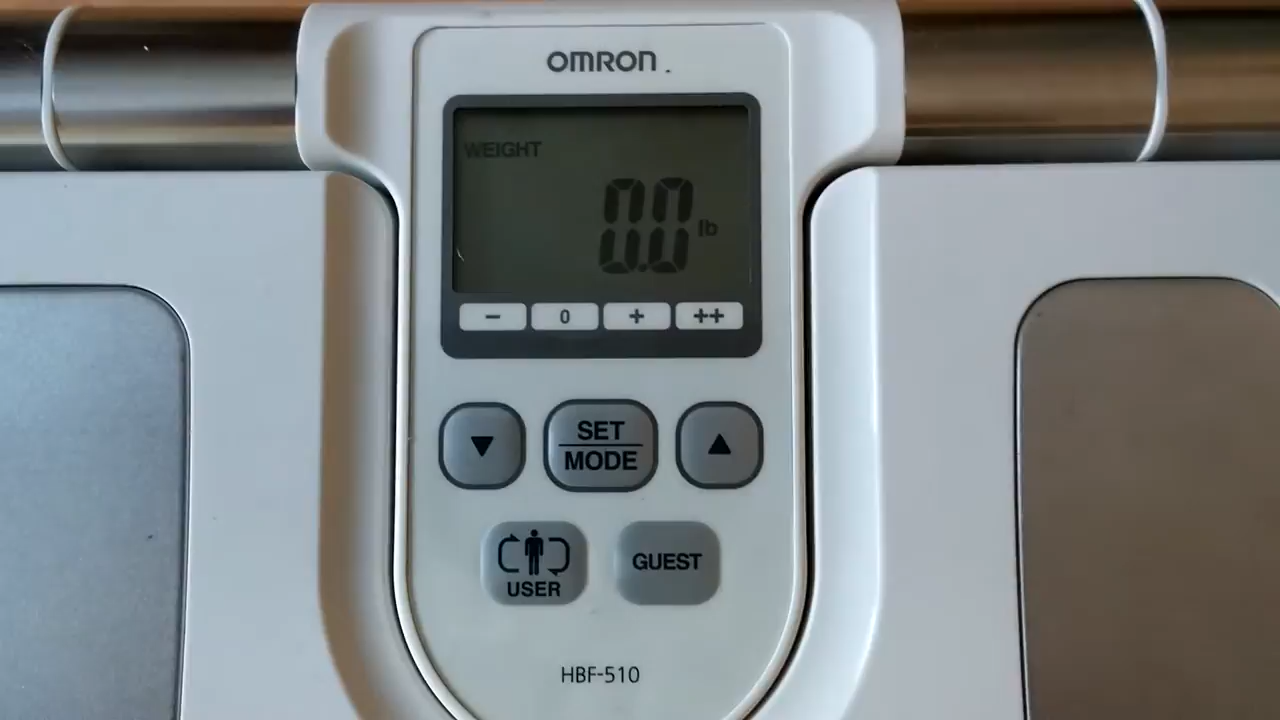 OMRON
WEIGHT
0.0 lb
− 0 + ++
▼ SET ▲
MODE
USER GUEST
HBF-510